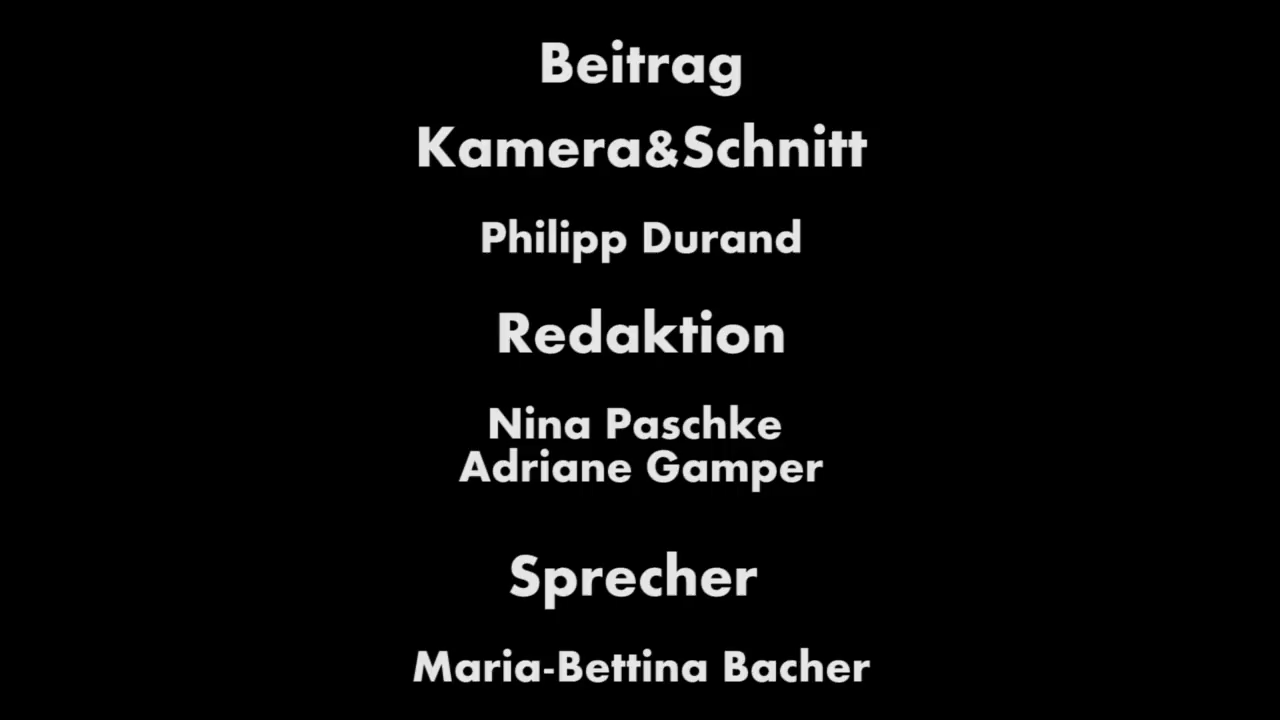 Beitrag
Kamera&Schnitt
Philipp Durand
Redaktion
Nina Paschke
Adriane Gamper
Sprecher
Maria-Bettina Bacher